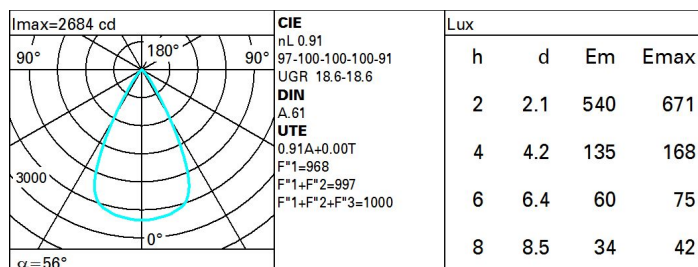 Imax=2684 cd
90° 180° 90°
3000
0°
α=56°
CIE
nL 0.91
97-100-100-100-91
UGR 18.6-18.6
DIN
A.61
UTE
0.91A+0.00T
F"1=968
F"1+F"2=997
F"1+F"2+F"3=1000
Lux
h d Em Emax
2 2.1 540 671
4 4.2 135 168
6 6.4 60 75
8 8.5 34 42